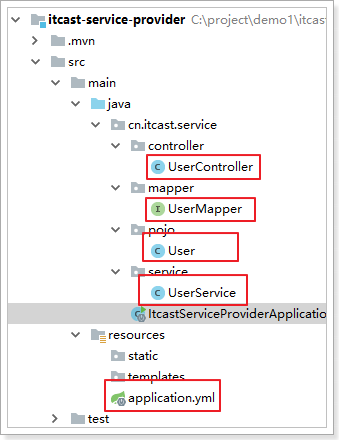 itcast-service-provider C:\project\demo1\itcast
.mvn
src
main
java
cn.itcast.service
controller
UserController
mapper
UserMapper
pojo
User
service
UserService
ItcastServiceProviderApplication
resources
static
templates
application.yml
test